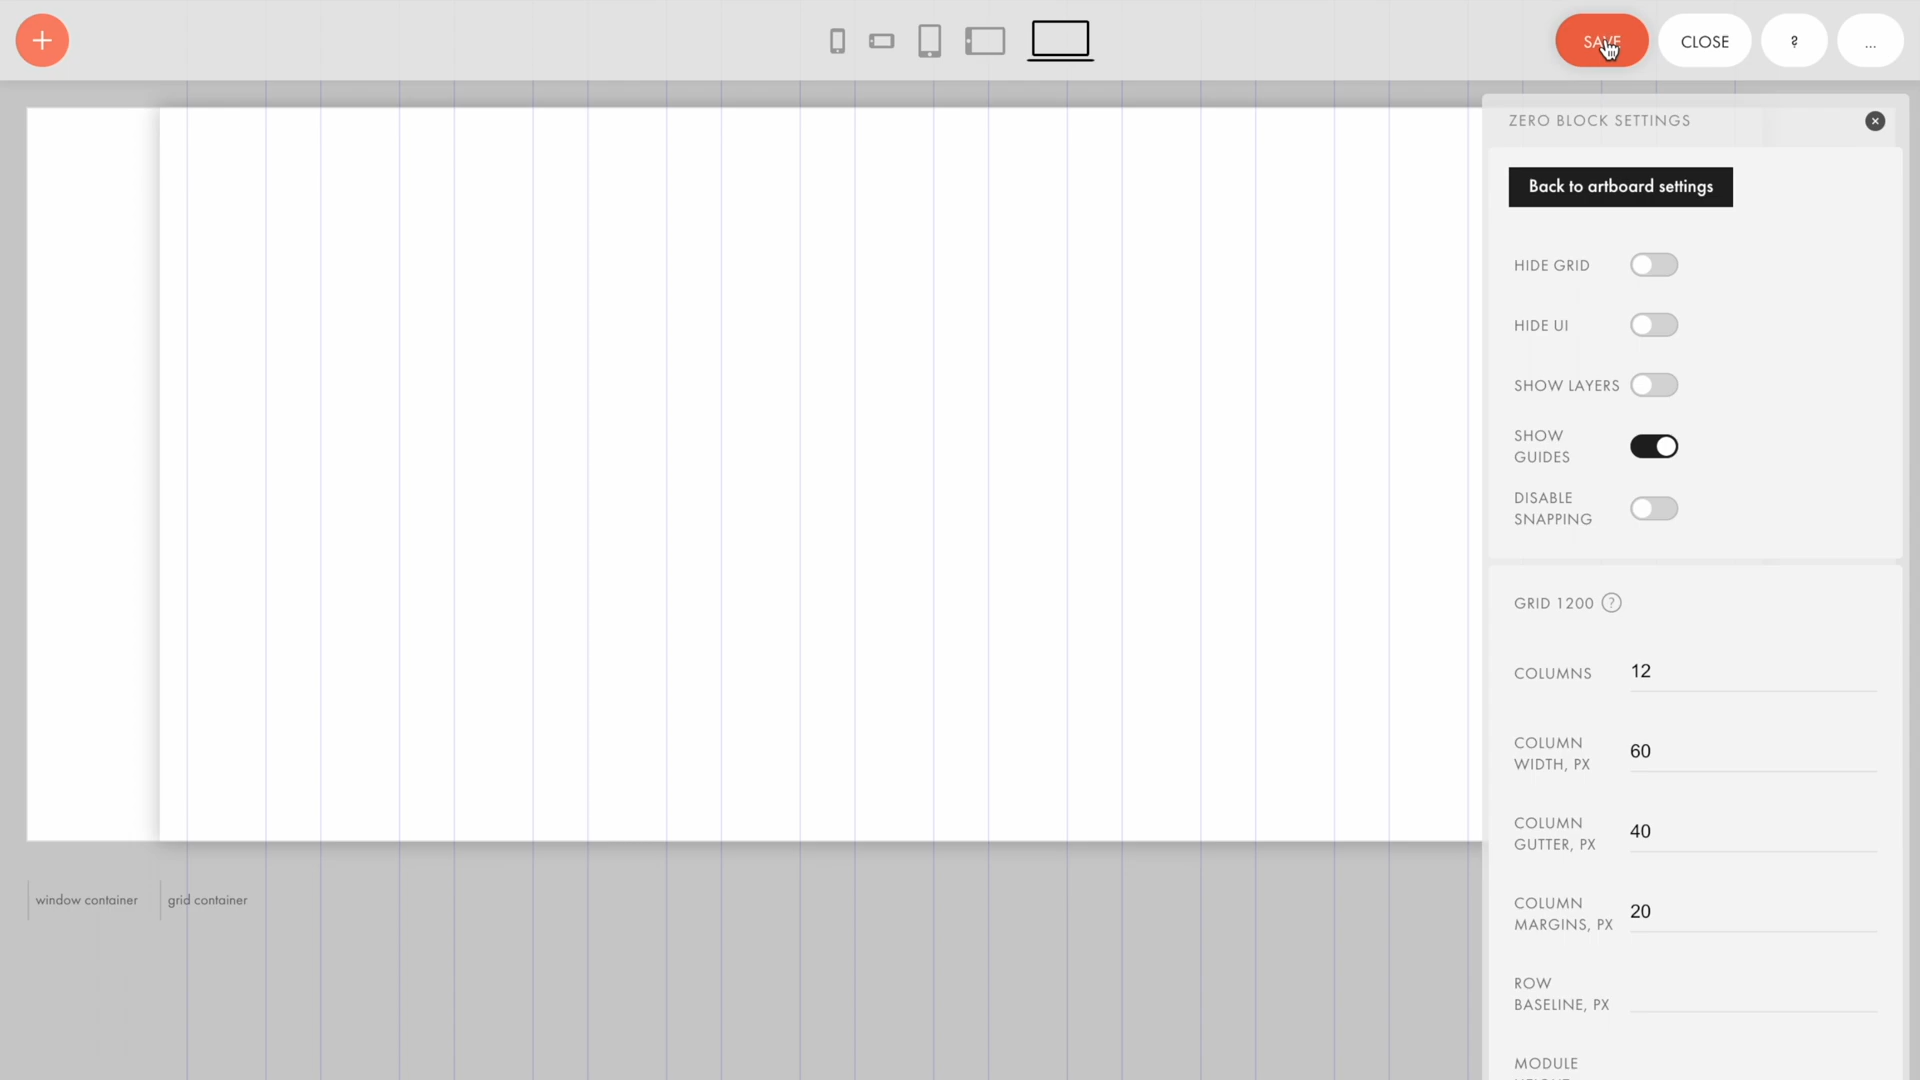 SAVE
CLOSE
?
...
ZERO BLOCK SETTINGS
Back to artboard settings
HIDE GRID
HIDE UI
SHOW LAYERS
SHOW
GUIDES
DISABLE
SNAPPING
GRID 1200 ?
COLUMNS 12
COLUMN
WIDTH, PX 60
COLUMN
GUTTER, PX 40
COLUMN
MARGINS, PX 20
ROW
BASELINE, PX
MODULE
window container
grid container